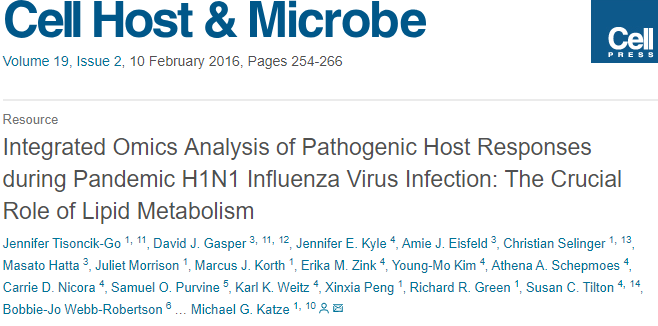 Cell Host & Microbe
Volume 19, Issue 2, 10 February 2016, Pages 254-266
Cell
PRESS
Resource
Integrated Omics Analysis of Pathogenic Host Responses
during Pandemic H1N1 Influenza Virus Infection: The Crucial
Role of Lipid Metabolism
Jennifer Tisoncik-Go 1, 11, David J. Gasper 3, 11, 12, Jennifer E. Kyle 4, Amie J. Eisfeld 3, Christian Selinger 1, 13,
Masato Hatta 3, Juliet Morrison 1, Marcus J. Korth 1, Erika M. Zink 4, Young-Mo Kim 4, Athena A. Schepmoes 4,
Carrie D. Nicora 4, Samuel O. Purvine 5, Karl K. Weitz 4, Xinxia Peng 1, Richard R. Green 1, Susan C. Tilton 4, 14,
Bobbie-Jo Webb-Robertson 6 ... Michael G. Katze 1, 10